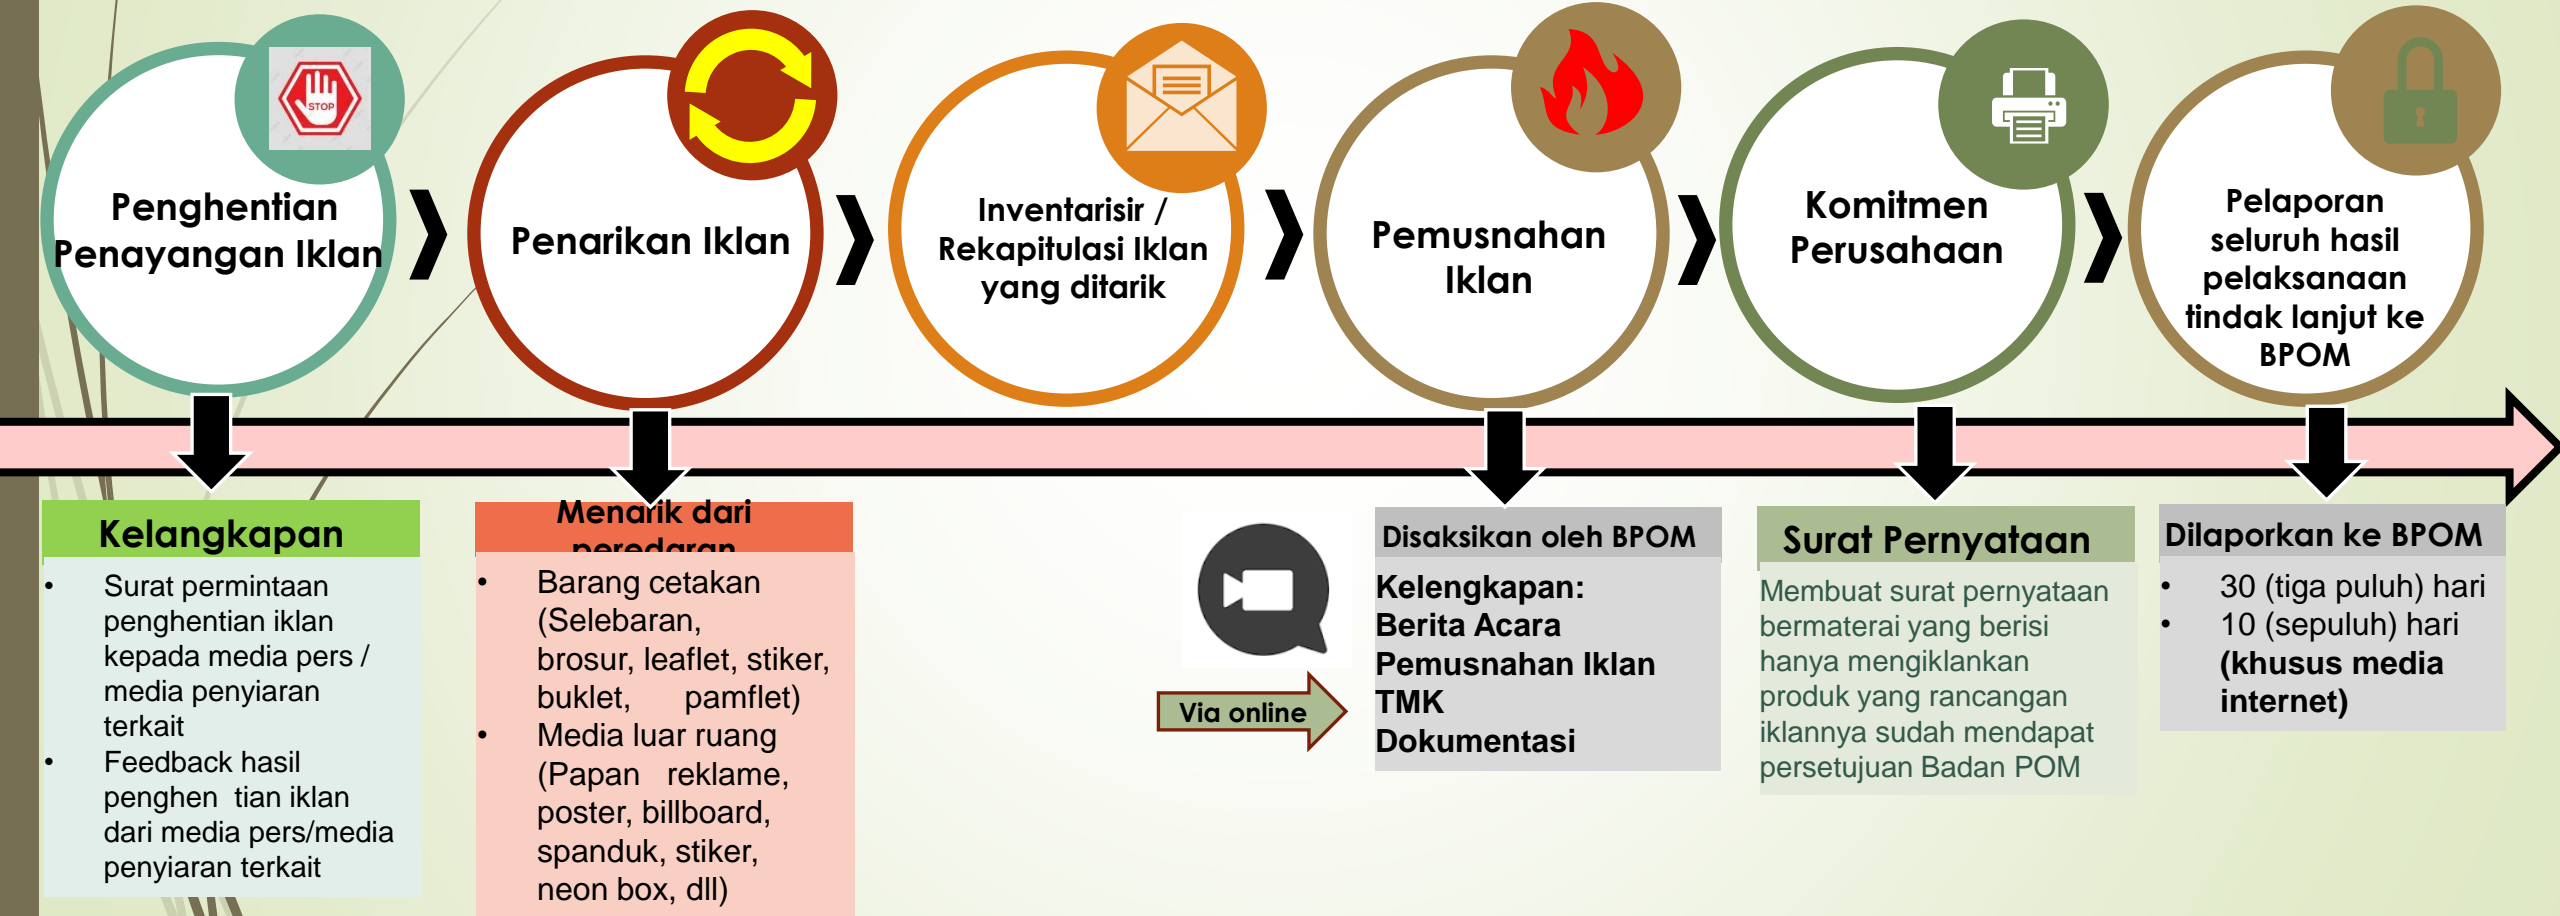 STOP
Penghentian
Penayangan Iklan
Penarikan Iklan
Inventarisir /
Rekapitulasi Iklan
yang ditarik
Pemusnahan
Iklan
Komitmen
Perusahaan
Pelaporan
seluruh hasil
pelaksanaan
tindak lanjut ke
BPOM
Kelangkapan
• Surat permintaan
penghentian iklan
kepada media pers /
media penyiaran
terkait
• Feedback hasil
penghen tian iklan
dari media pers/media
penyiaran terkait
Menarik dari
peredaran
• Barang cetakan
(Selebaran,
brosur, leaflet, stiker,
buklet, pamflet)
• Media luar ruang
(Papan reklame,
poster, billboard,
spanduk, stiker,
neon box, dll)
Via online
Disaksikan oleh BPOM
Kelengkapan:
Berita Acara
Pemusnahan Iklan
TMK
Dokumentasi
Surat Pernyataan
Membuat surat pernyataan
bermaterai yang berisi
hanya mengiklankan
produk yang rancangan
iklannya sudah mendapat
persetujuan Badan POM
Dilaporkan ke BPOM
• 30 (tiga puluh) hari
• 10 (sepuluh) hari
(khusus media
internet)